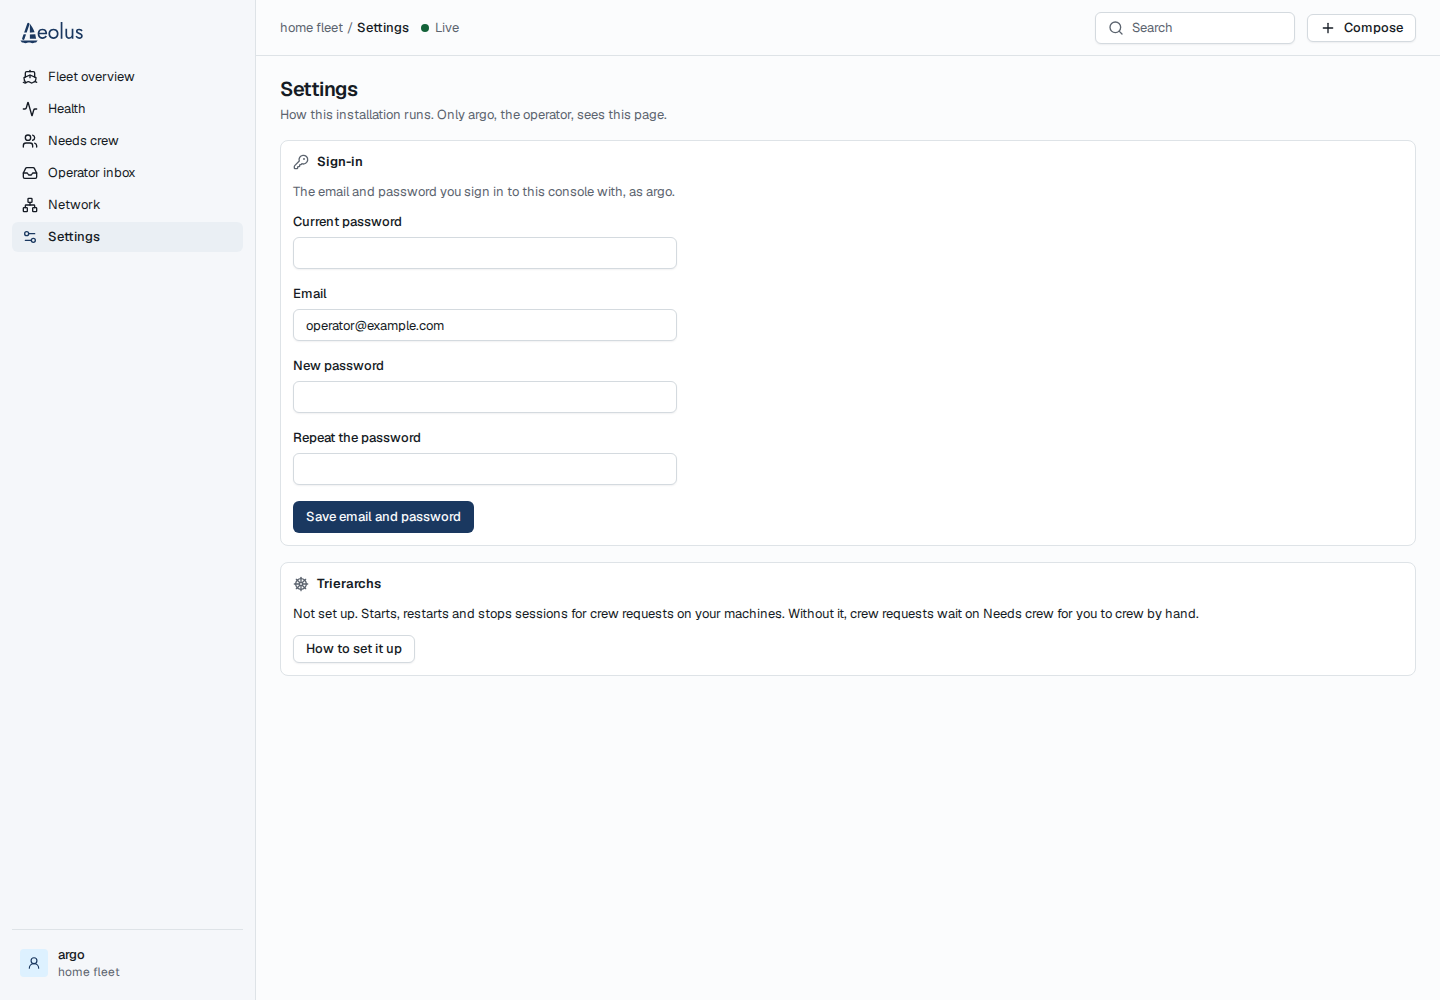 Aeolus
Fleet overview
Health
Needs crew
Operator inbox
Network
Settings
argo
home fleet
home fleet / Settings Live
Search
Compose
Settings
How this installation runs. Only argo, the operator, sees this page.
Sign-in
The email and password you sign in to this console with, as argo.
Current password
Email
operator@example.com
New password
Repeat the password
Save email and password
Trierarchs
Not set up. Starts, restarts and stops sessions for crew requests on your machines. Without it, crew requests wait on Needs crew for you to crew by hand.
How to set it up